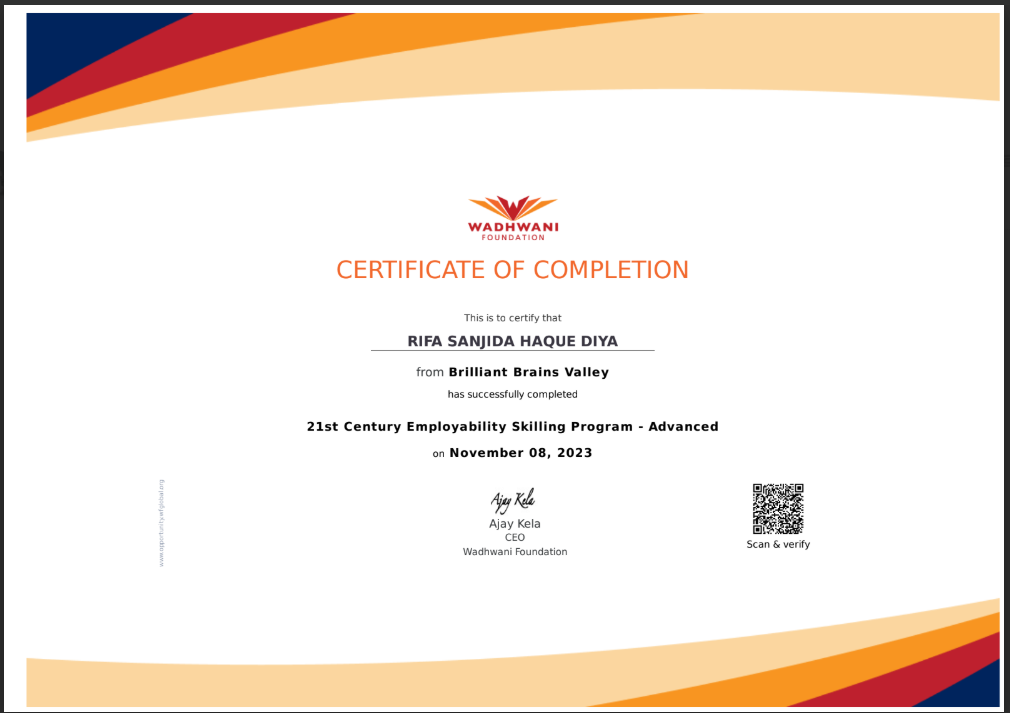 WADHWANI
FOUNDATION
CERTIFICATE OF COMPLETION
This is to certify that
RIFA SANJIDA HAQUE DIYA
from Brilliant Brains Valley
has successfully completed
21st Century Employability Skilling Program - Advanced
on November 08, 2023
www.opportunity.wfglobal.org
Ajay Kela
Ajay Kela
CEO
Wadhwani Foundation
Scan & verify